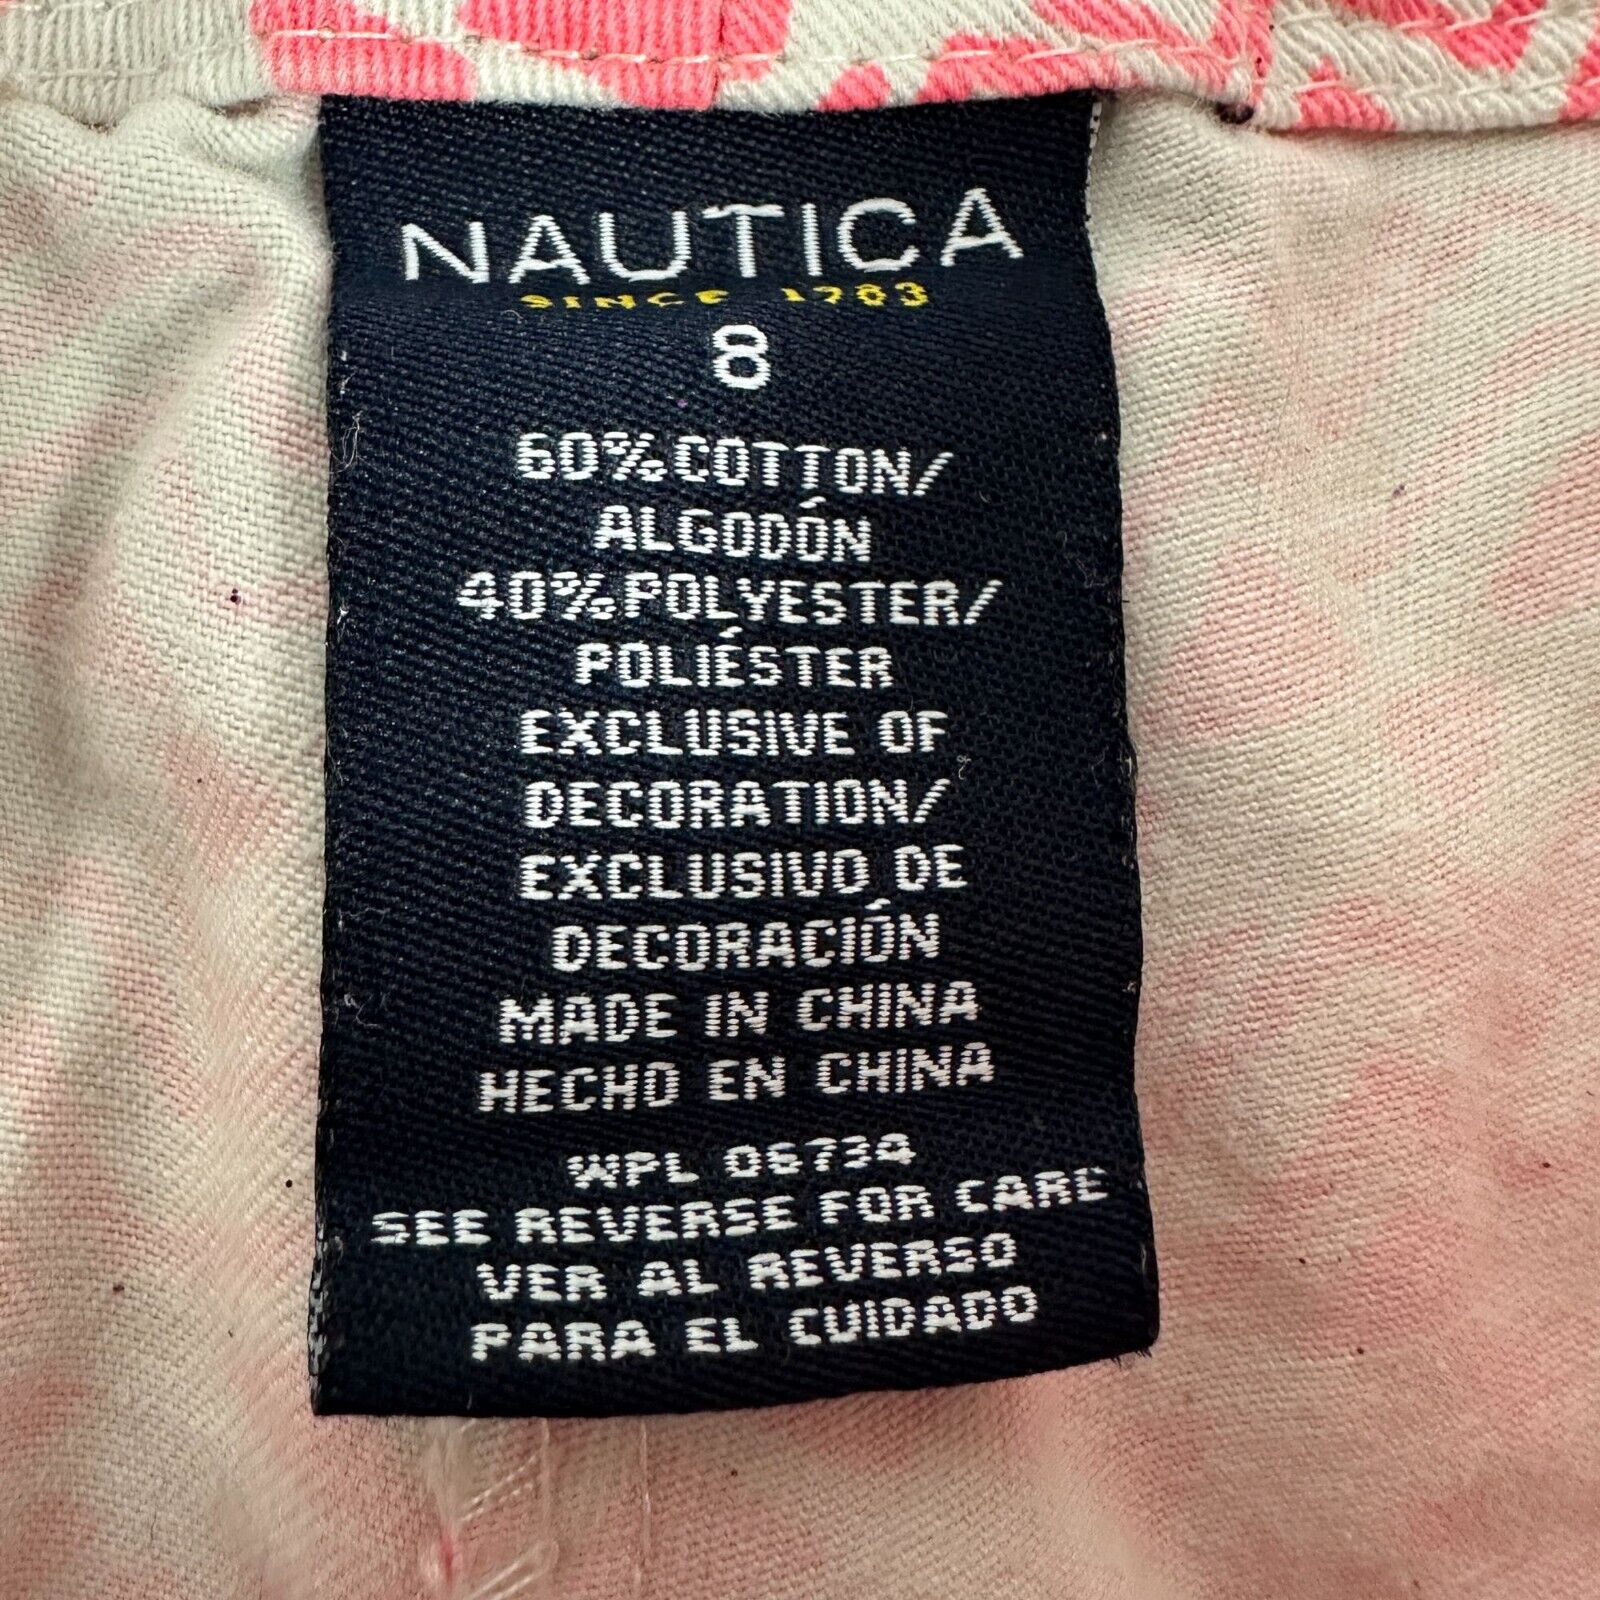 NAUTICA
SINCE 1983
8
60% COTTON/
ALGODÓN
40% POLYESTER/
POLIÉSTER
EXCLUSIVE OF
DECORATION/
EXCLUSIVO DE
DECORACIÓN
MADE IN CHINA
HECHO EN CHINA
WPL 06734
SEE REVERSE FOR CARE
VER AL REVERSO
PARA EL CUIDADO